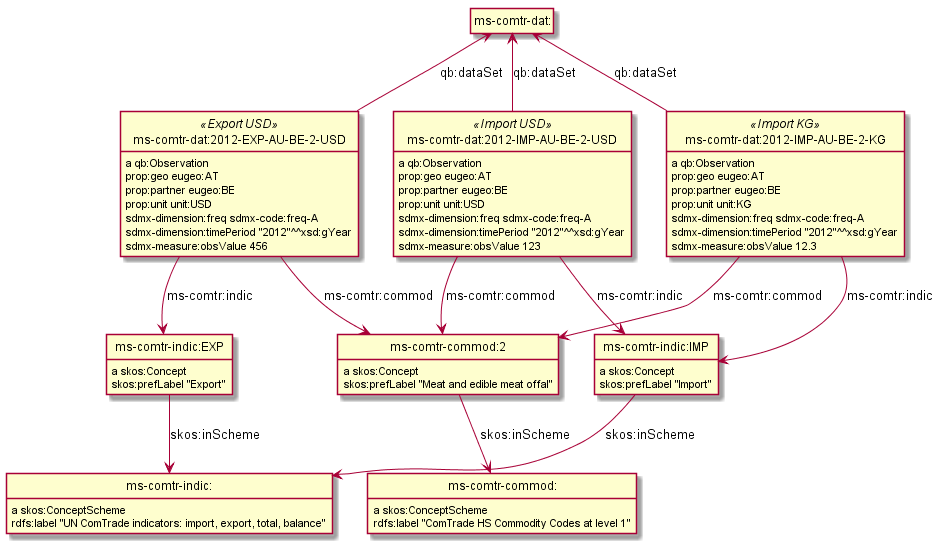 ms-comtr-dat:
qb:dataSet
qb:dataSet
qb:dataSet
«Export USD»
ms-comtr-dat:2012-EXP-AU-BE-2-USD
a qb:Observation
prop:geo eugeo:AT
prop:partner eugeo:BE
prop:unit unit:USD
sdmx-dimension:freq sdmx-code:freq-A
sdmx-dimension:timePeriod "2012"^^xsd:gYear
sdmx-measure:obsValue 456
«Import USD»
ms-comtr-dat:2012-IMP-AU-BE-2-USD
a qb:Observation
prop:geo eugeo:AT
prop:partner eugeo:BE
prop:unit unit:USD
sdmx-dimension:freq sdmx-code:freq-A
sdmx-dimension:timePeriod "2012"^^xsd:gYear
sdmx-measure:obsValue 123
«Import KG»
ms-comtr-dat:2012-IMP-AU-BE-2-KG
a qb:Observation
prop:geo eugeo:AT
prop:partner eugeo:BE
prop:unit unit:KG
sdmx-dimension:freq sdmx-code:freq-A
sdmx-dimension:timePeriod "2012"^^xsd:gYear
sdmx-measure:obsValue 12.3
ms-comtr:indic
ms-comtr:commod
ms-comtr:commod
ms-comtr:indic
ms-comtr:commod
ms-comtr:indic
ms-comtr-indic:EXP
a skos:Concept
skos:prefLabel "Export"
ms-comtr-commod:2
a skos:Concept
skos:prefLabel "Meat and edible meat offal"
ms-comtr-indic:IMP
a skos:Concept
skos:prefLabel "Import"
skos:inScheme
skos:inScheme
skos:inScheme
ms-comtr-indic:
a skos:ConceptScheme
rdfs:label "UN ComTrade indicators: import, export, total, balance"
ms-comtr-commod:
a skos:ConceptScheme
rdfs:label "ComTrade HS Commodity Codes at level 1"